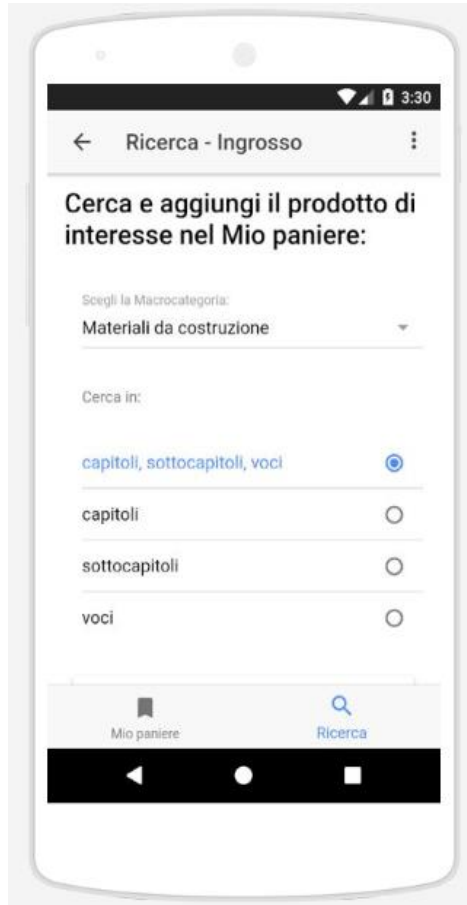 3:30
Ricerca - Ingrosso
Cerca e aggiungi il prodotto di
interesse nel Mio paniere:
Scegli la Macrocategoria:
Materiali da costruzione
Cerca in:
capitoli, sottocapitoli, voci
capitoli
sottocapitoli
voci
Mio paniere
Ricerca